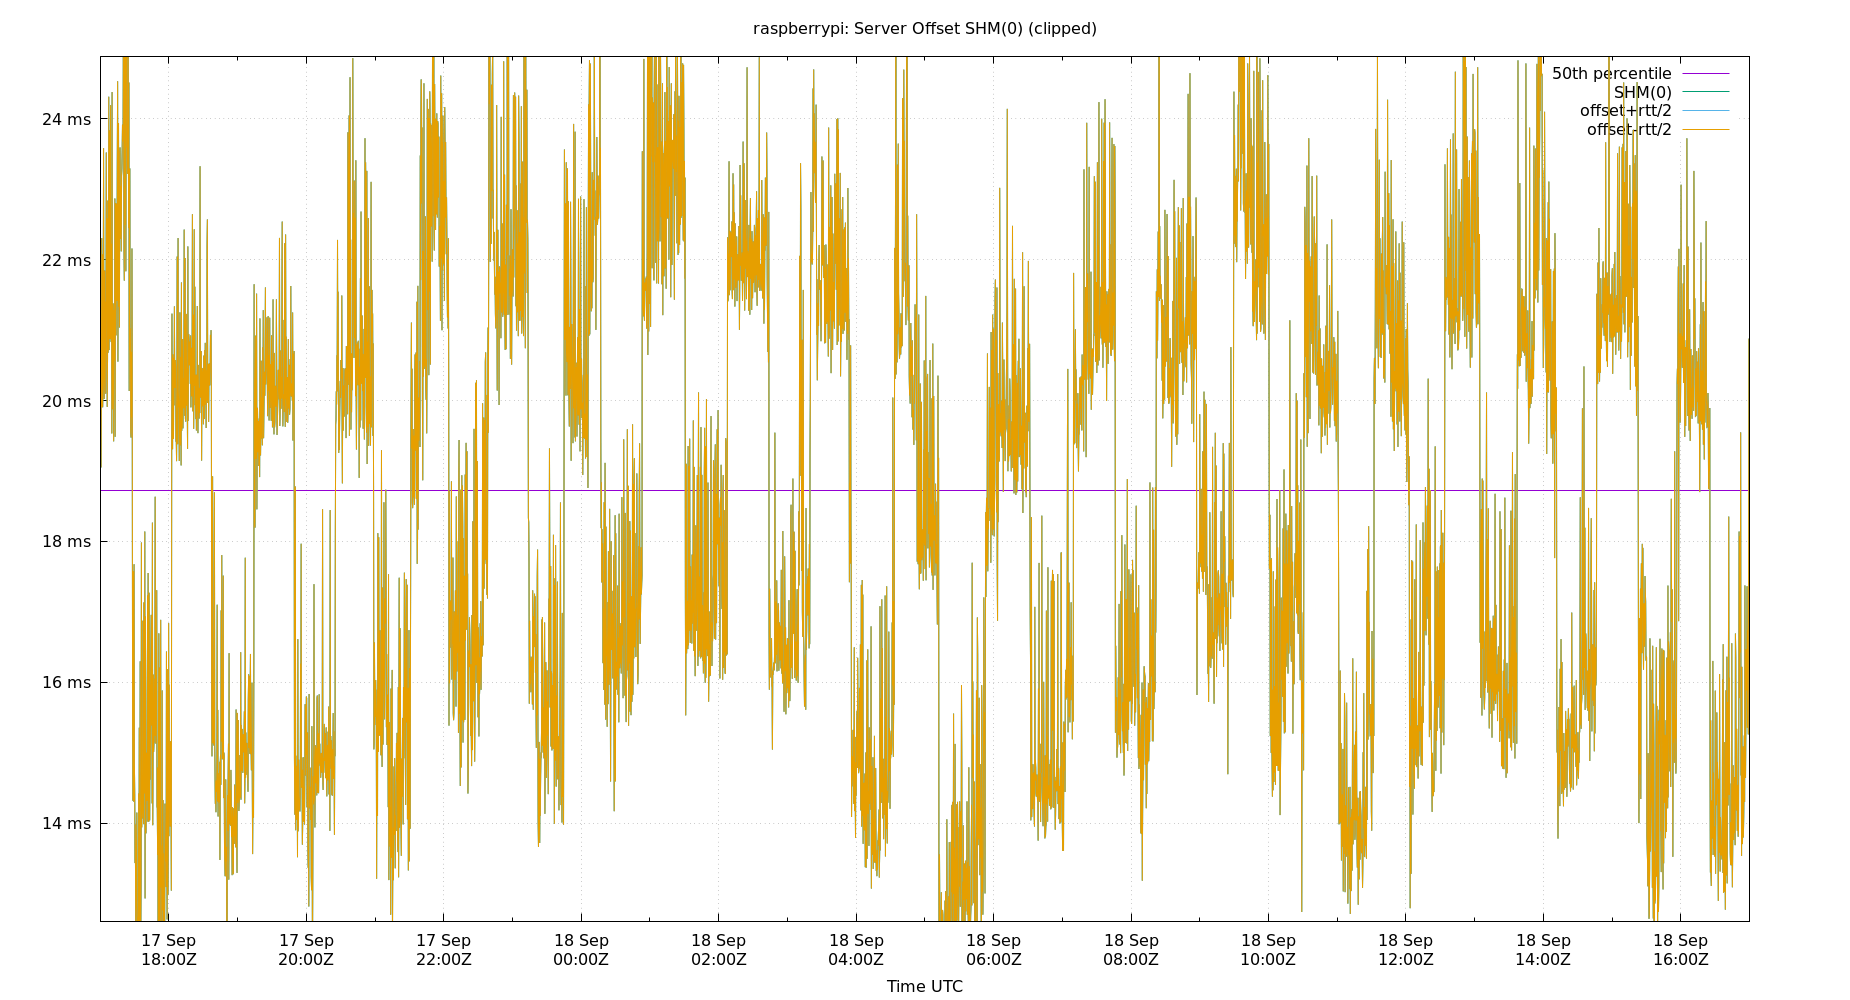 raspberrypi: Server Offset SHM(0) (clipped)
50th percentile
SHM(0)
offset+rtt/2
offset-rtt/2
24 ms
22 ms
20 ms
18 ms
16 ms
14 ms
17 Sep 17 Sep 17 Sep 18 Sep 18 Sep 18 Sep 18 Sep 18 Sep 18 Sep 18 Sep 18 Sep 18 Sep
18:00Z 20:00Z 22:00Z 00:00Z 02:00Z 04:00Z 06:00Z 08:00Z 10:00Z 12:00Z 14:00Z 16:00Z
Time UTC